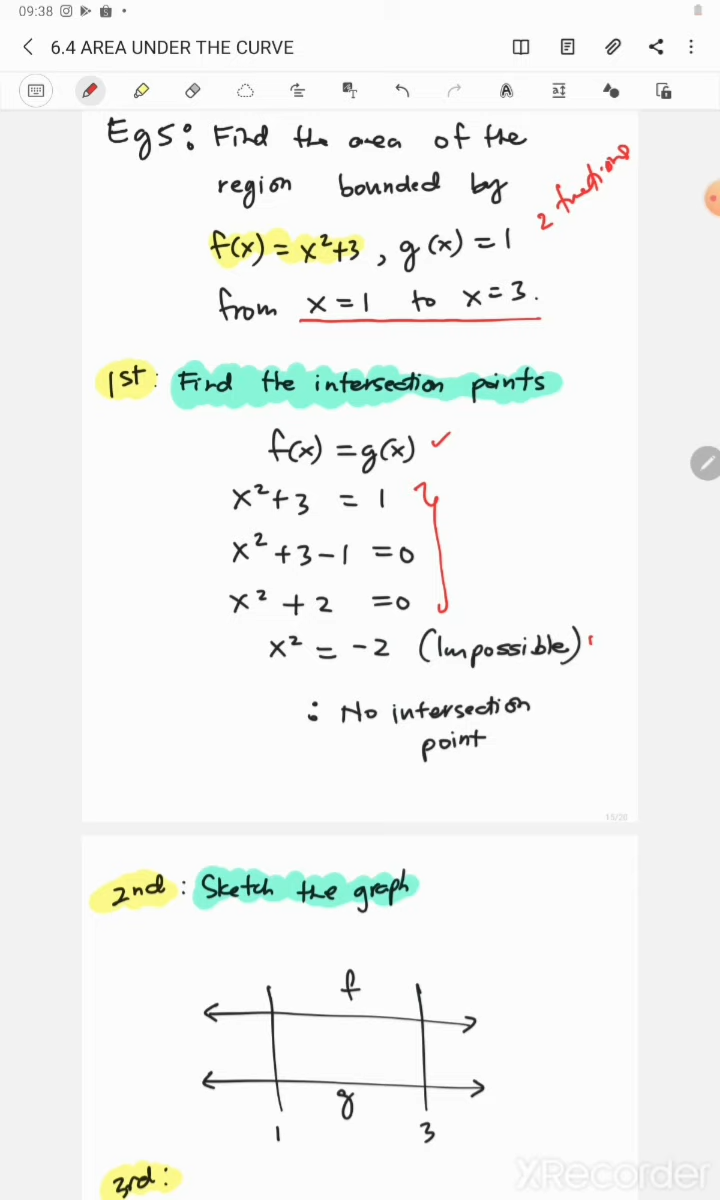 09:38
6.4 AREA UNDER THE CURVE
Eg5: Find the area of the
region bounded by
f(x) = x²+3, g(x) = 1
2 functions
from x = 1 to x = 3.
1st: Find the intersection points
f(x) = g(x) ✓
x² + 3 = 1
x² + 3 - 1 = 0
x² + 2 = 0
x² = -2 (Impossible)
: No intersection
point
13/20
2nd: Sketch the graph
f
g
1 3
3rd:
XRecorder